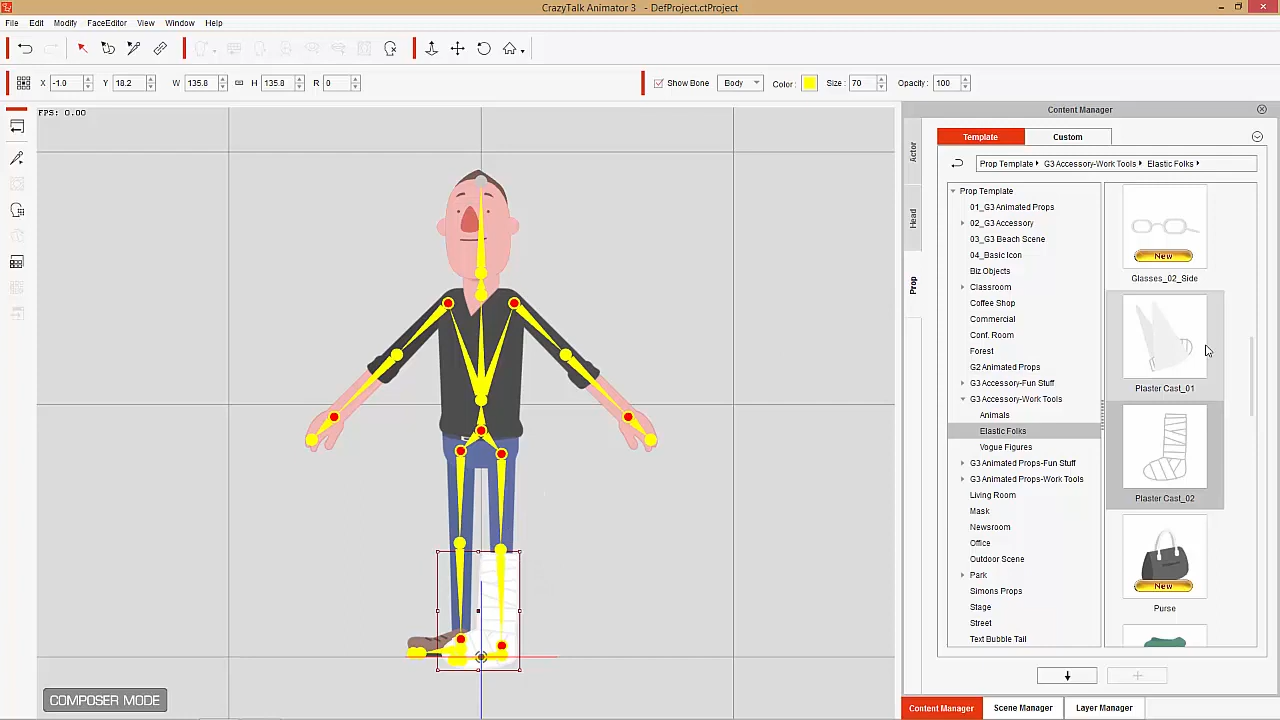 CrazyTalk Animator 3 - DefProject.ctProject
File Edit Modify FaceEditor View Window Help
X -1.0 Y 18.2 W 135.8 H 135.8 R 0 Show Bone Body Color : Size : 70 Opacity : 100
FPS: 0.00
Content Manager
Template Custom
Prop Template G3 Accessory-Work Tools Elastic Folks
Actor
Head
Prop
Prop Template
01_G3 Animated Props
02_G3 Accessory
03_G3 Beach Scene
04_Basic Icon
Biz Objects
Classroom
Coffee Shop
Commercial
Conf. Room
Forest
G2 Animated Props
G3 Accessory-Fun Stuff
G3 Accessory-Work Tools
Animals
Elastic Folks
Vogue Figures
G3 Animated Props-Fun Stuff
G3 Animated Props-Work Tools
Living Room
Mask
Newsroom
Office
Outdoor Scene
Park
Simons Props
Stage
Street
Text Bubble Tail
New
Glasses_02_Side
Plaster Cast_01
Plaster Cast_02
New
Purse
COMPOSER MODE
Content Manager Scene Manager Layer Manager